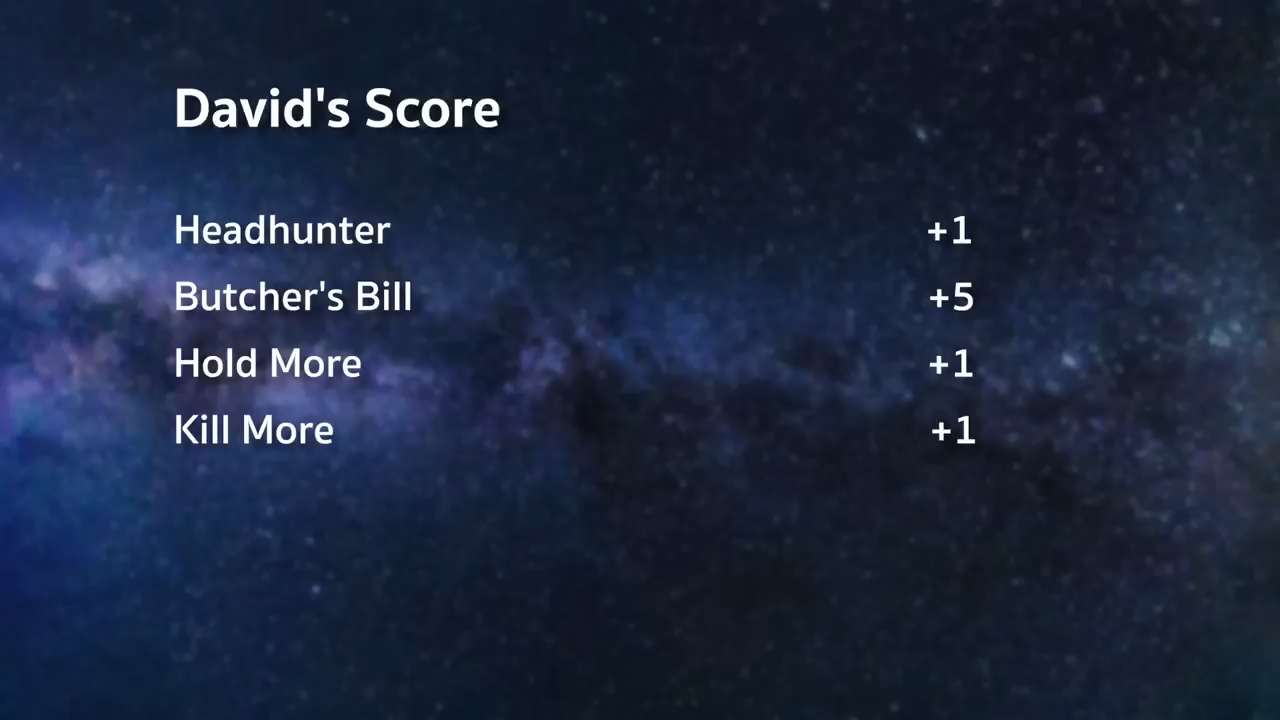 David's Score
Headhunter +1
Butcher's Bill +5
Hold More +1
Kill More +1